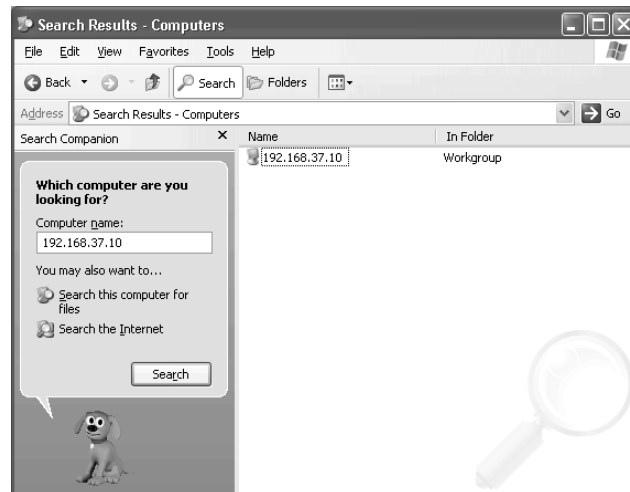 Search Results - Computers
File Edit View Favorites Tools Help
Back Search Folders
Address Search Results - Computers Go
Search Companion X
Name In Folder
192.168.37.10 Workgroup
Which computer are you
looking for?
Computer name:
192.168.37.10
You may also want to...
Search this computer for
files
Search the Internet
Search